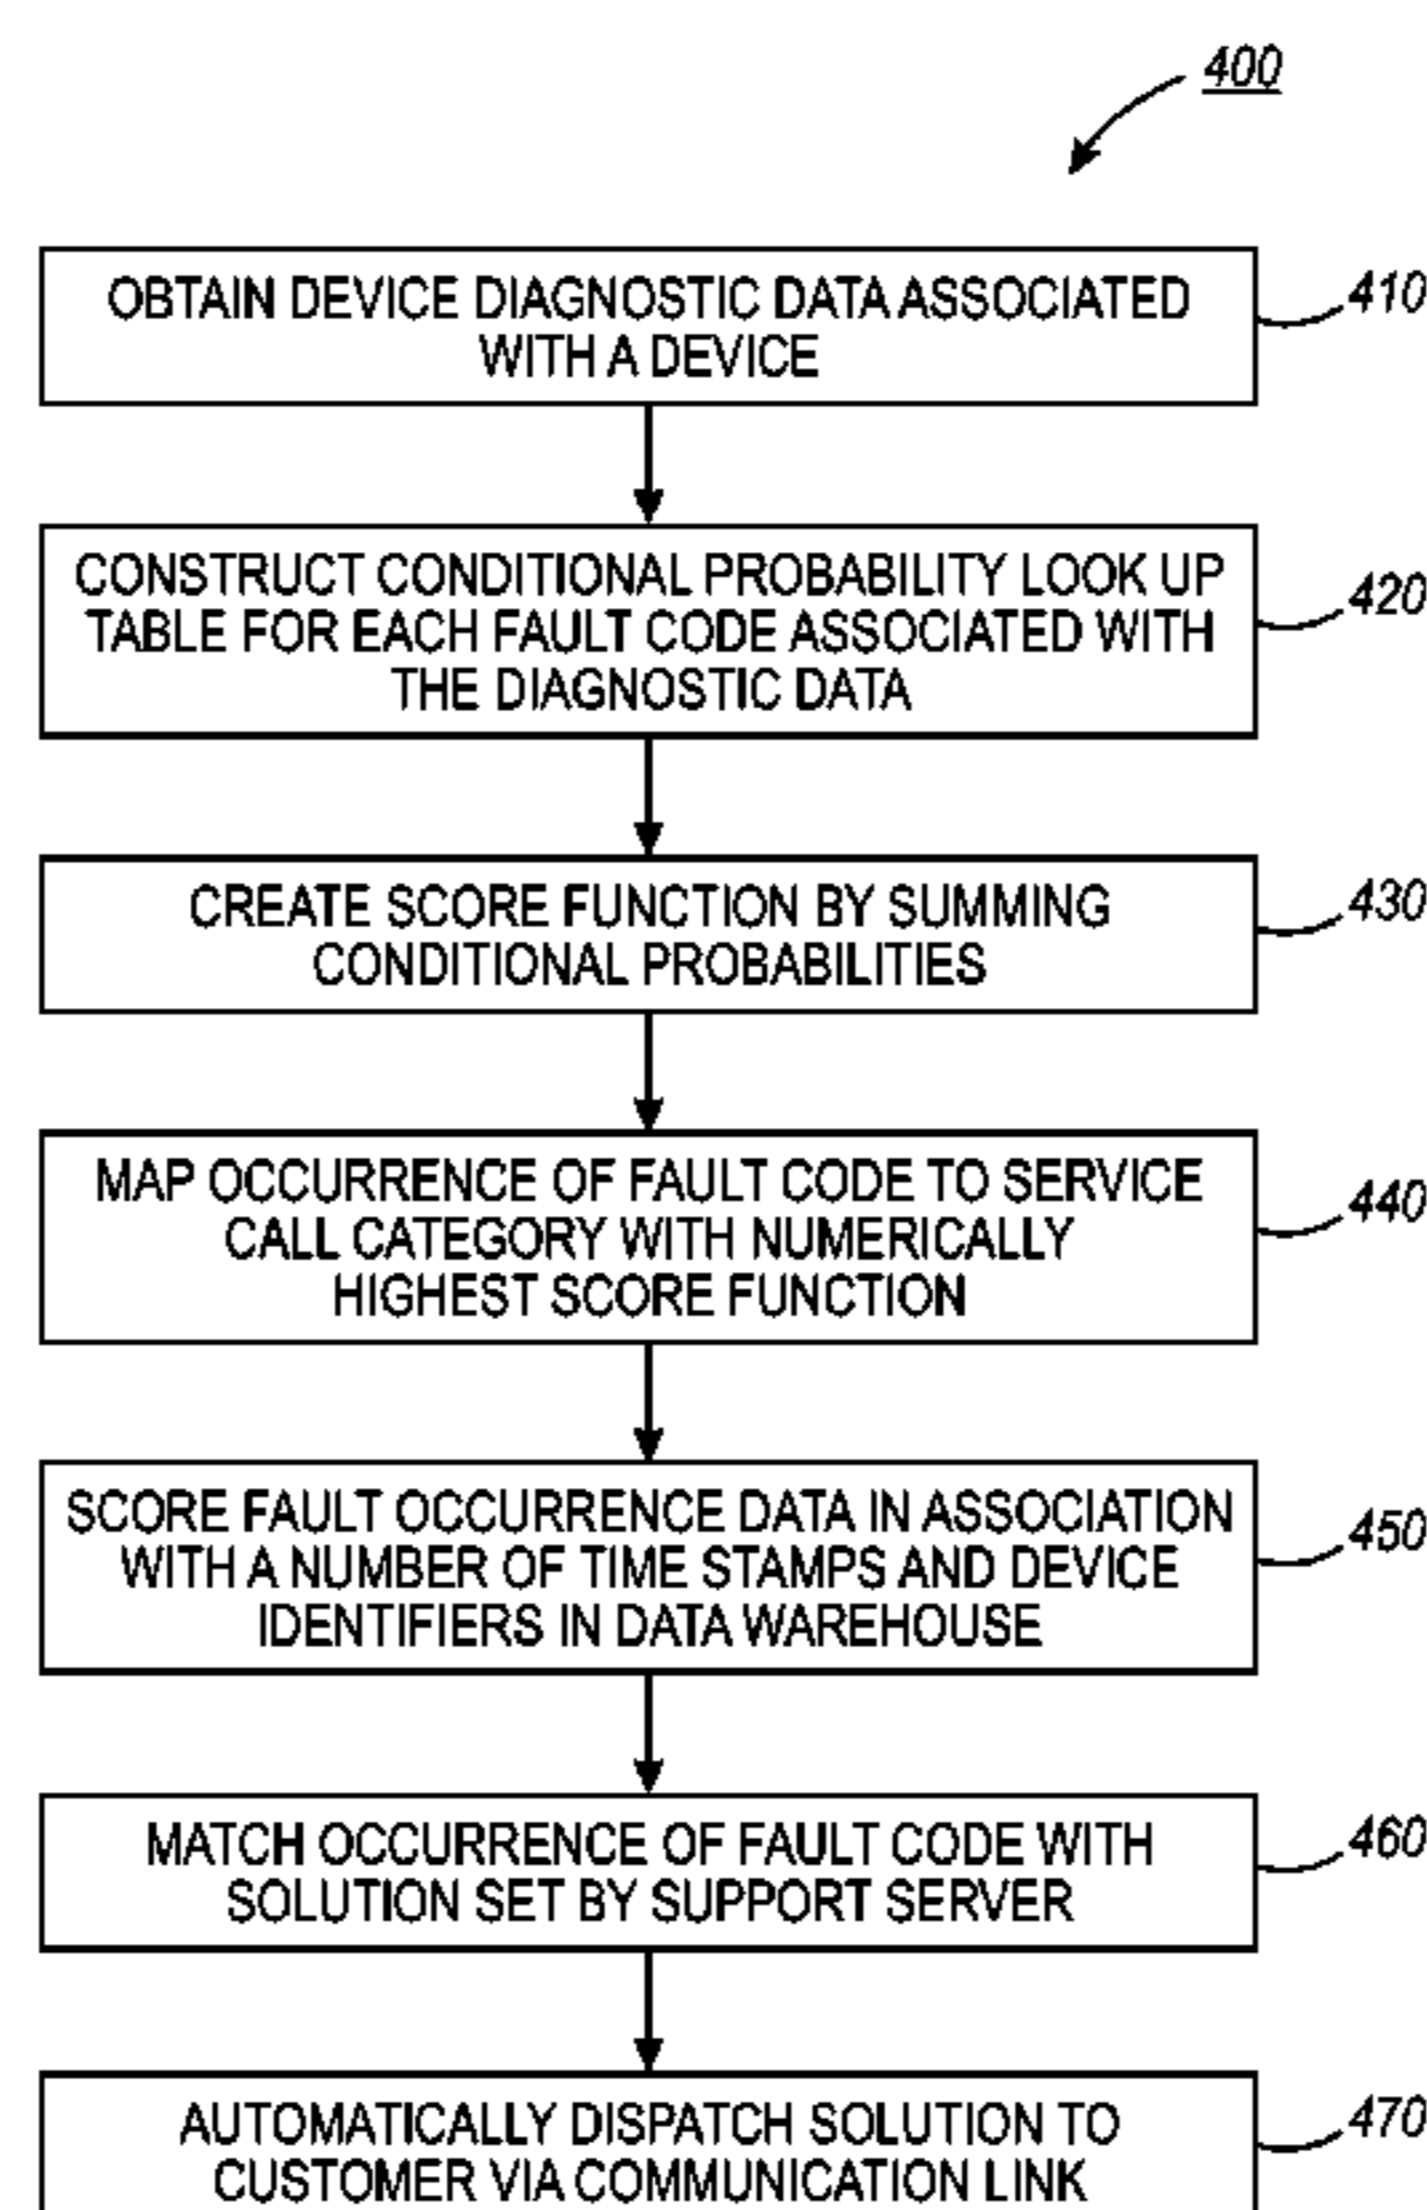 400
OBTAIN DEVICE DIAGNOSTIC DATA ASSOCIATED
WITH A DEVICE
410
CONSTRUCT CONDITIONAL PROBABILITY LOOK UP
TABLE FOR EACH FAULT CODE ASSOCIATED WITH
THE DIAGNOSTIC DATA
420
CREATE SCORE FUNCTION BY SUMMING
CONDITIONAL PROBABILITIES
430
MAP OCCURRENCE OF FAULT CODE TO SERVICE
CALL CATEGORY WITH NUMERICALLY
HIGHEST SCORE FUNCTION
440
SCORE FAULT OCCURRENCE DATA IN ASSOCIATION
WITH A NUMBER OF TIME STAMPS AND DEVICE
IDENTIFIERS IN DATA WAREHOUSE
450
MATCH OCCURRENCE OF FAULT CODE WITH
SOLUTION SET BY SUPPORT SERVER
460
AUTOMATICALLY DISPATCH SOLUTION TO
CUSTOMER VIA COMMUNICATION LINK
470